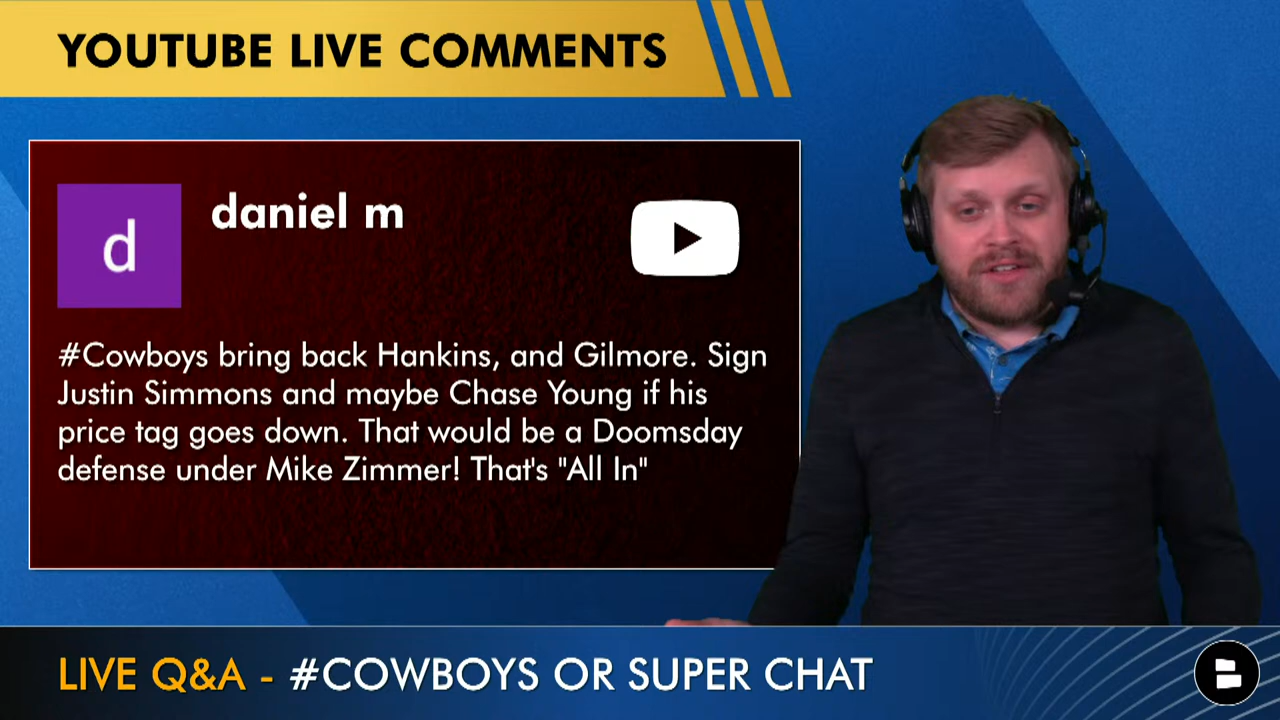 YOUTUBE LIVE COMMENTS
d
daniel m
#Cowboys bring back Hankins, and Gilmore. Sign
Justin Simmons and maybe Chase Young if his
price tag goes down. That would be a Doomsday
defense under Mike Zimmer! That's "All In"
LIVE Q&A - #COWBOYS OR SUPER CHAT